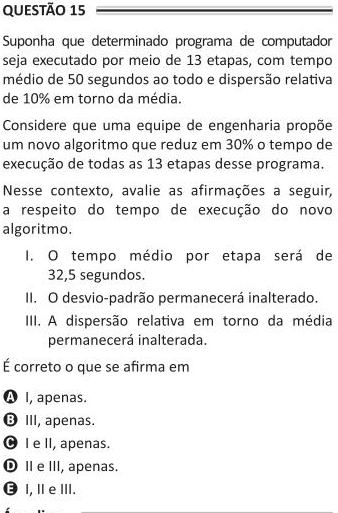 QUESTÃO 15
Suponha que determinado programa de computador
seja executado por meio de 13 etapas, com tempo
médio de 50 segundos ao todo e dispersão relativa
de 10% em torno da média.
Considere que uma equipe de engenharia propõe
um novo algoritmo que reduz em 30% o tempo de
execução de todas as 13 etapas desse programa.
Nesse contexto, avalie as afirmações a seguir,
a respeito do tempo de execução do novo
algoritmo.
I. O tempo médio por etapa será de
32,5 segundos.
II. O desvio-padrão permanecerá inalterado.
III. A dispersão relativa em torno da média
permanecerá inalterada.
É correto o que se afirma em
A I, apenas.
B III, apenas.
C I e II, apenas.
D II e III, apenas.
E I, II e III.